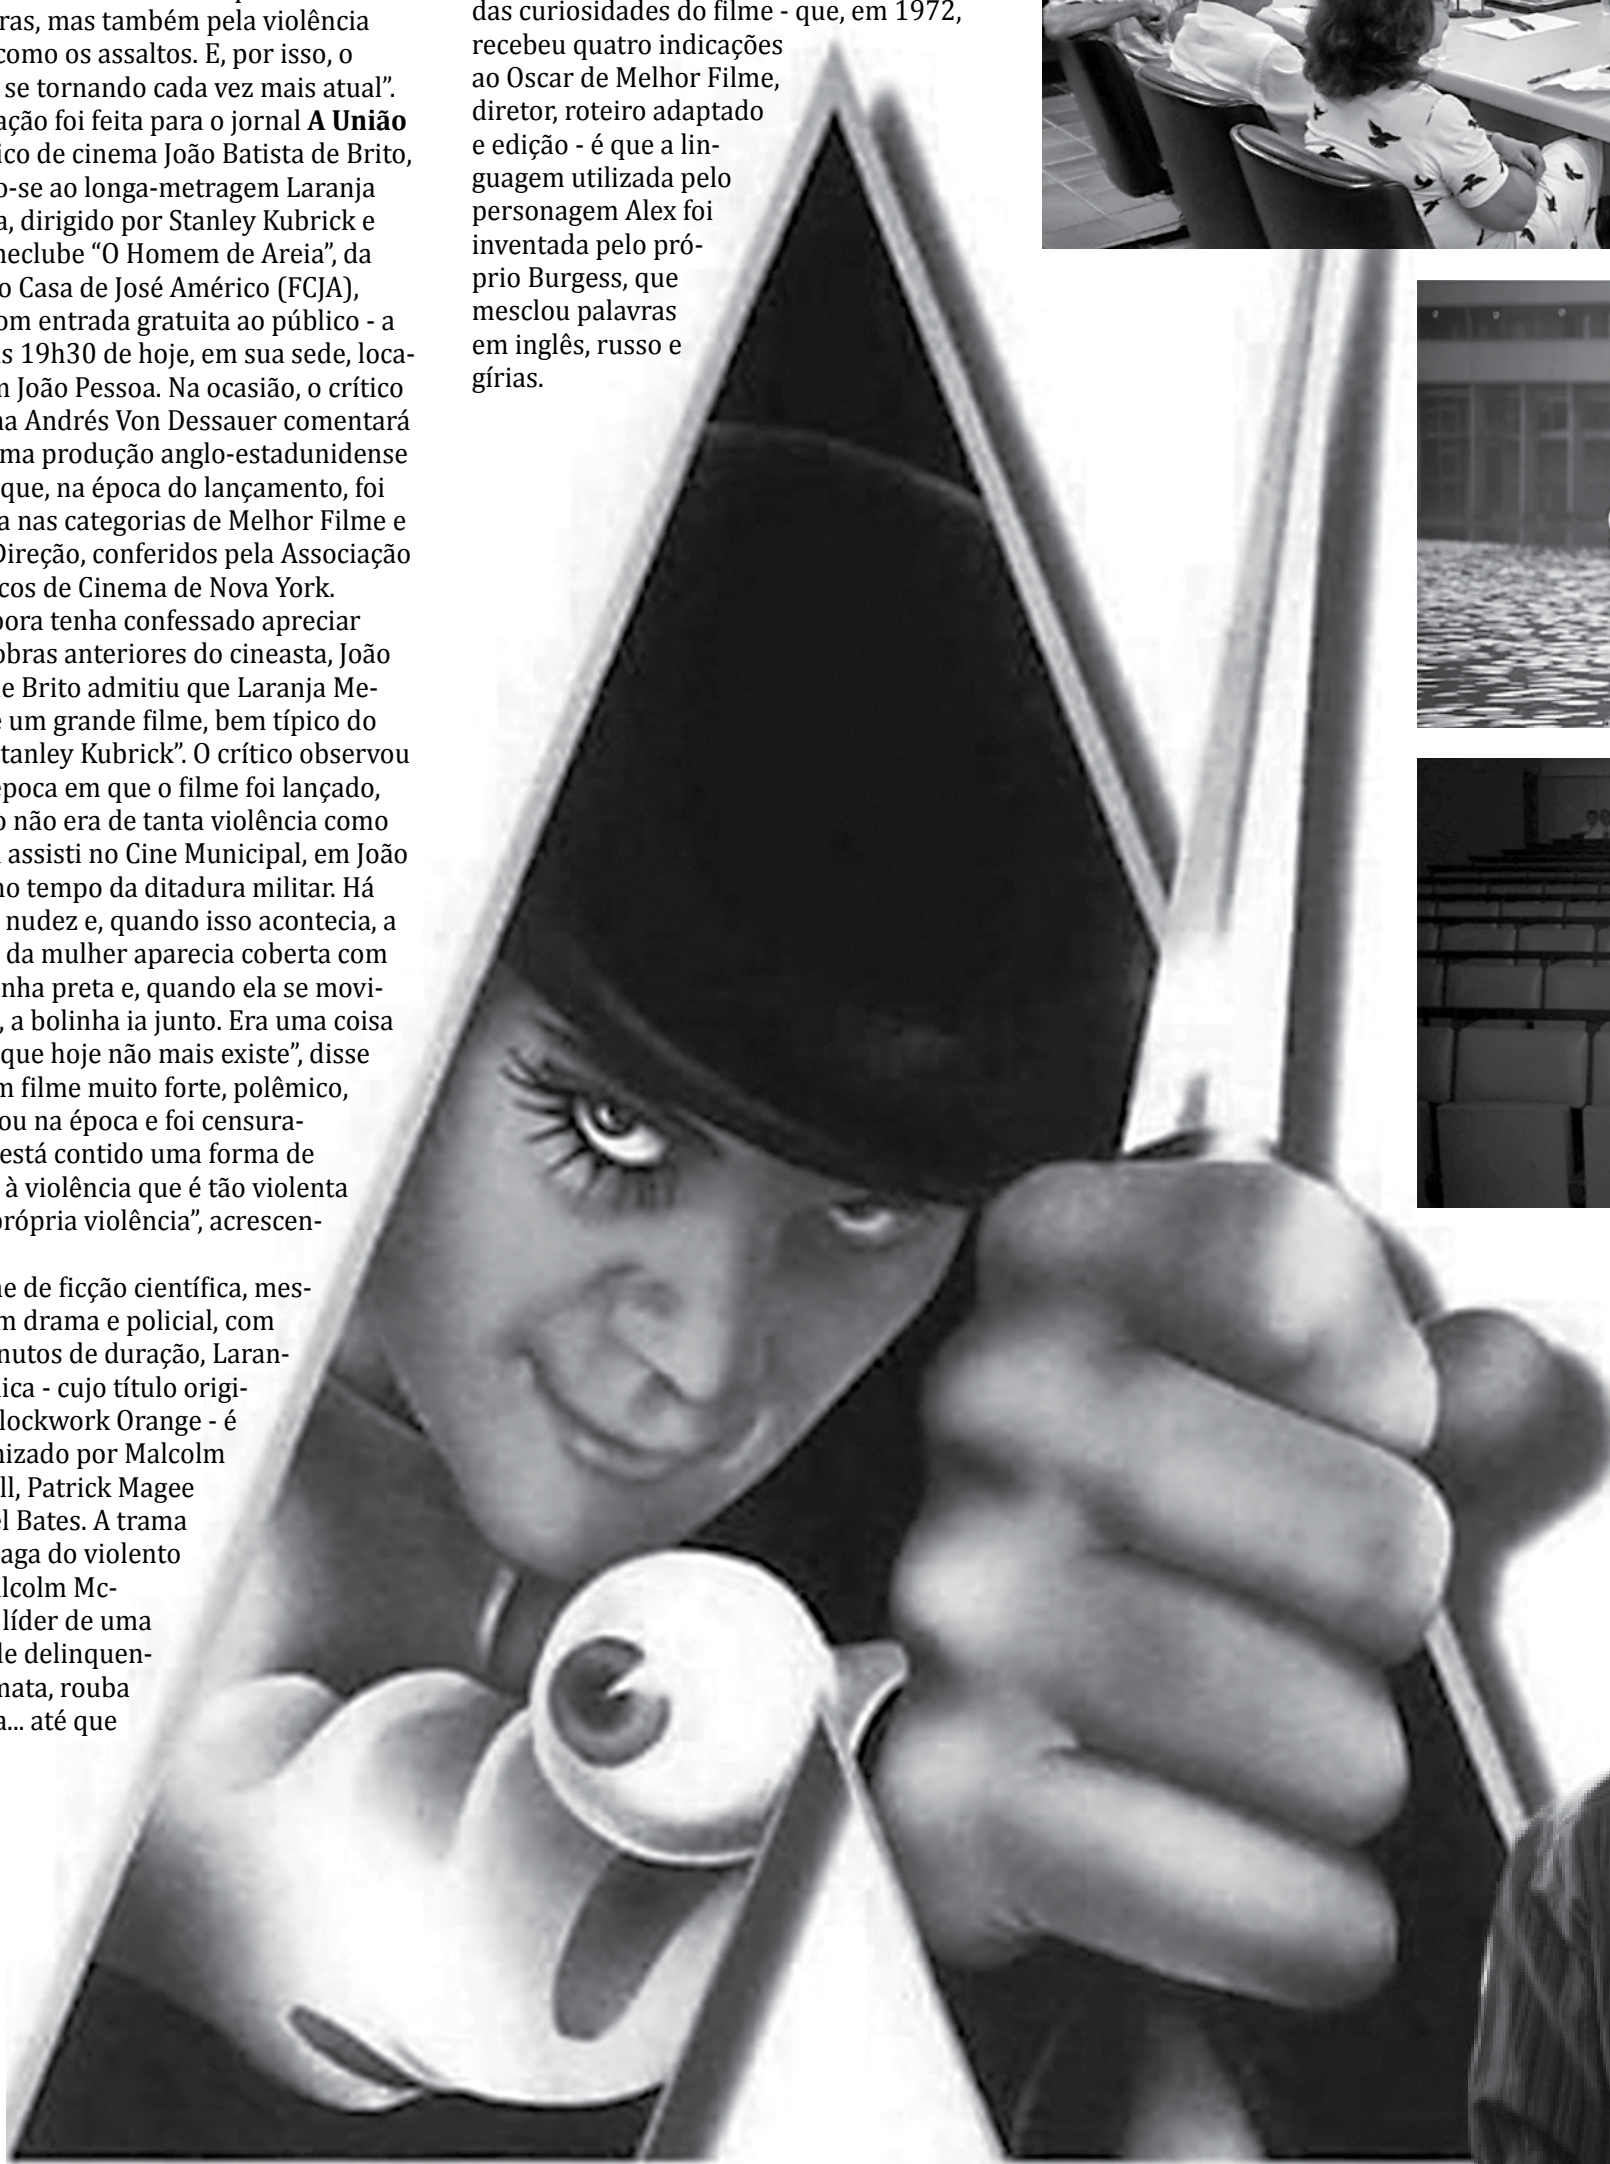 ras, mas também pela violência
como os assaltos. E, por isso, o
se tornando cada vez mais atual”.
ação foi feita para o jornal A União
ico de cinema João Batista de Brito,
o-se ao longa-metragem Laranja
a, dirigido por Stanley Kubrick e
neclube “O Homem de Areia”, da
o Casa de José Américo (FCJA),
om entrada gratuita ao público - a
s 19h30 de hoje, em sua sede, loca-
m João Pessoa. Na ocasião, o crítico
na Andrés Von Dessauer comentará
ma produção anglo-estadunidense
que, na época do lançamento, foi
a nas categorias de Melhor Filme e
Direção, conferidos pela Associação
cos de Cinema de Nova York.
bora tenha confessado apreciar
obras anteriores do cineasta, João
e Brito admitiu que Laranja Me-
e um grande filme, bem típico do
Stanley Kubrick”. O crítico observou
época em que o filme foi lançado,
o não era de tanta violência como
assisti no Cine Municipal, em João
no tempo da ditadura militar. Há
nudez e, quando isso acontecia, a
da mulher aparecia coberta com
nha preta e, quando ela se movi-
, a bolinha ia junto. Era uma coisa
que hoje não mais existe”, disse
m filme muito forte, polêmico,
ou na época e foi censura-
está contido uma forma de
à violência que é tão violenta
própria violência”, acrescen-
ne de ficção científica, mes-
m drama e policial, com
nutos de duração, Laran-
nica - cujo título origi-
lockwork Orange - é
nizado por Malcolm
ll, Patrick Magee
el Bates. A trama
aga do violento
lcolm Mc-
líder de uma
de delinquen-
mata, rouba
a... até que
das curiosidades do filme - que, em 1972,
recebeu quatro indicações
ao Oscar de Melhor Filme,
diretor, roteiro adaptado
e edição - é que a lin-
guagem utilizada pelo
personagem Alex foi
inventada pelo pró-
prio Burgess, que
mesclou palavras
em inglês, russo e
gírias.